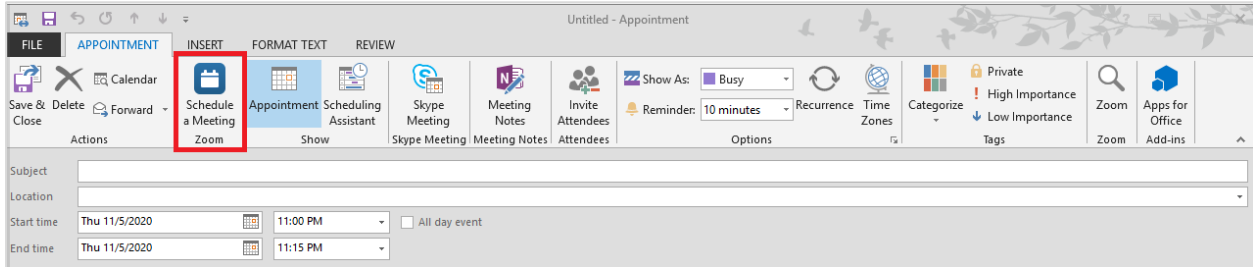 Untitled - Appointment
FILE APPOINTMENT INSERT FORMAT TEXT REVIEW
Save & Close
Delete
Calendar
Forward
Actions
Schedule a Meeting
Zoom
Appointment
Scheduling Assistant
Show
Skype Meeting
Skype Meeting
Meeting Notes
Meeting Notes
Invite Attendees
Attendees
Show As: Busy
Reminder: 10 minutes
Recurrence
Time Zones
Options
Categorize
Private
High Importance
Low Importance
Tags
Zoom
Zoom
Apps for Office
Add-ins
Subject
Location
Start time Thu 11/5/2020 11:00 PM All day event
End time Thu 11/5/2020 11:15 PM